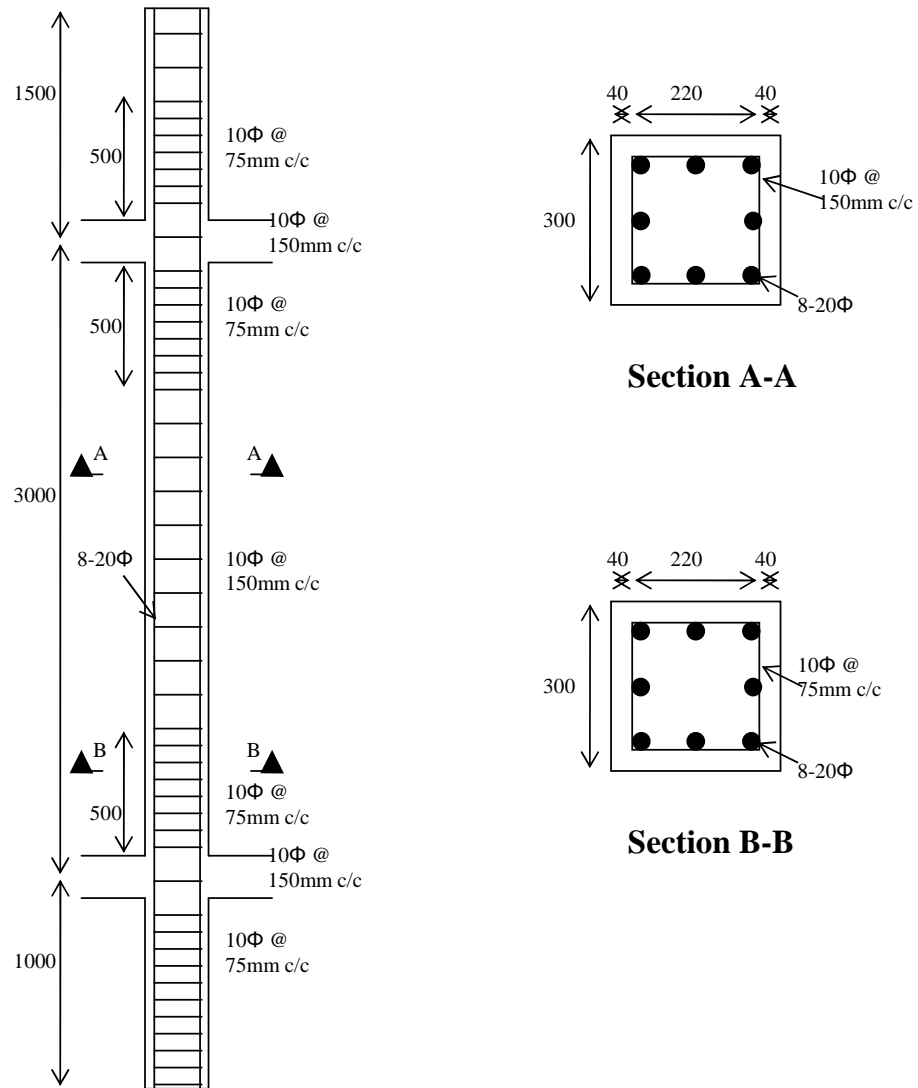 1500
500
10Φ @
75mm c/c
10Φ @
150mm c/c
500
10Φ @
75mm c/c
A
A
3000
8-20Φ
10Φ @
150mm c/c
B
B
500
10Φ @
75mm c/c
10Φ @
150mm c/c
1000
10Φ @
75mm c/c
40
220
40
300
10Φ @
150mm c/c
8-20Φ
Section A-A
40
220
40
300
10Φ @
75mm c/c
8-20Φ
Section B-B